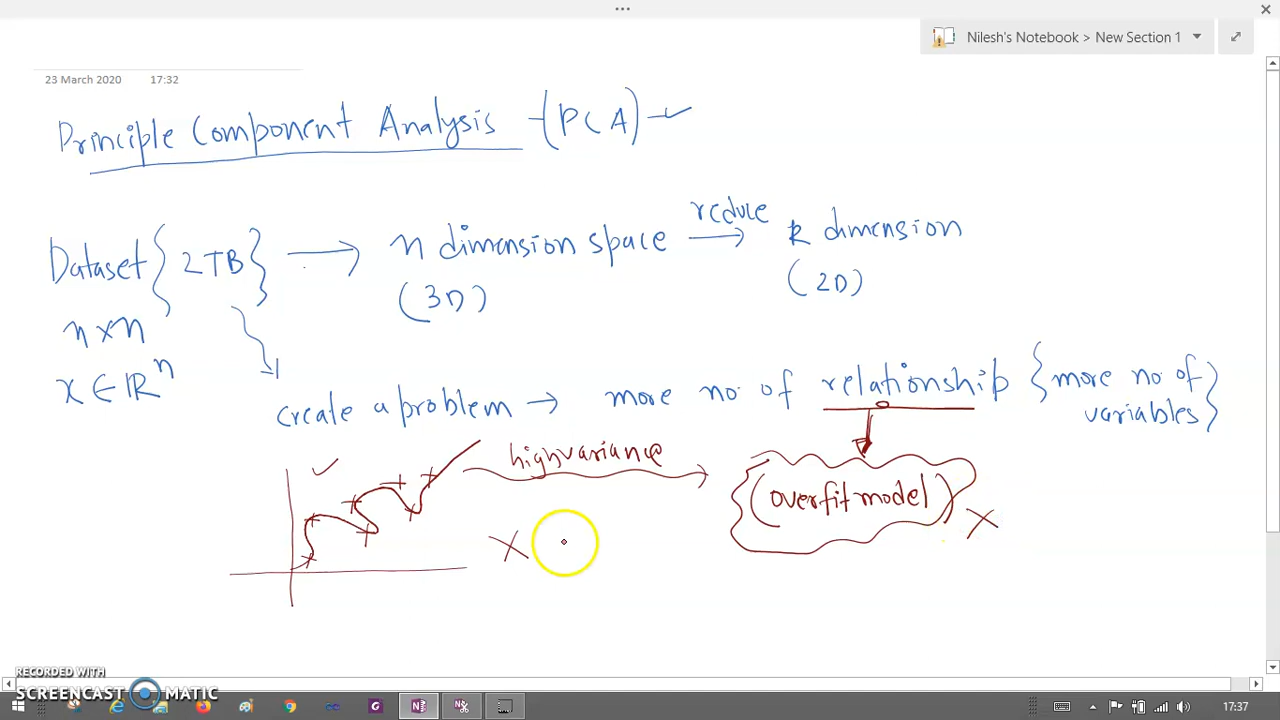 Nilesh's Notebook > New Section 1
23 March 2020 17:32
Principle Component Analysis - (PCA)
Dataset { 2TB } → n dimension space reduce → k dimension
(3D) (2D)
n x n
x ∈ ℝⁿ
create a problem → more no. of relationship { more no of variables }
high variance
(overfit model)
RECORDED WITH
SCREENCAST MATIC
17:37